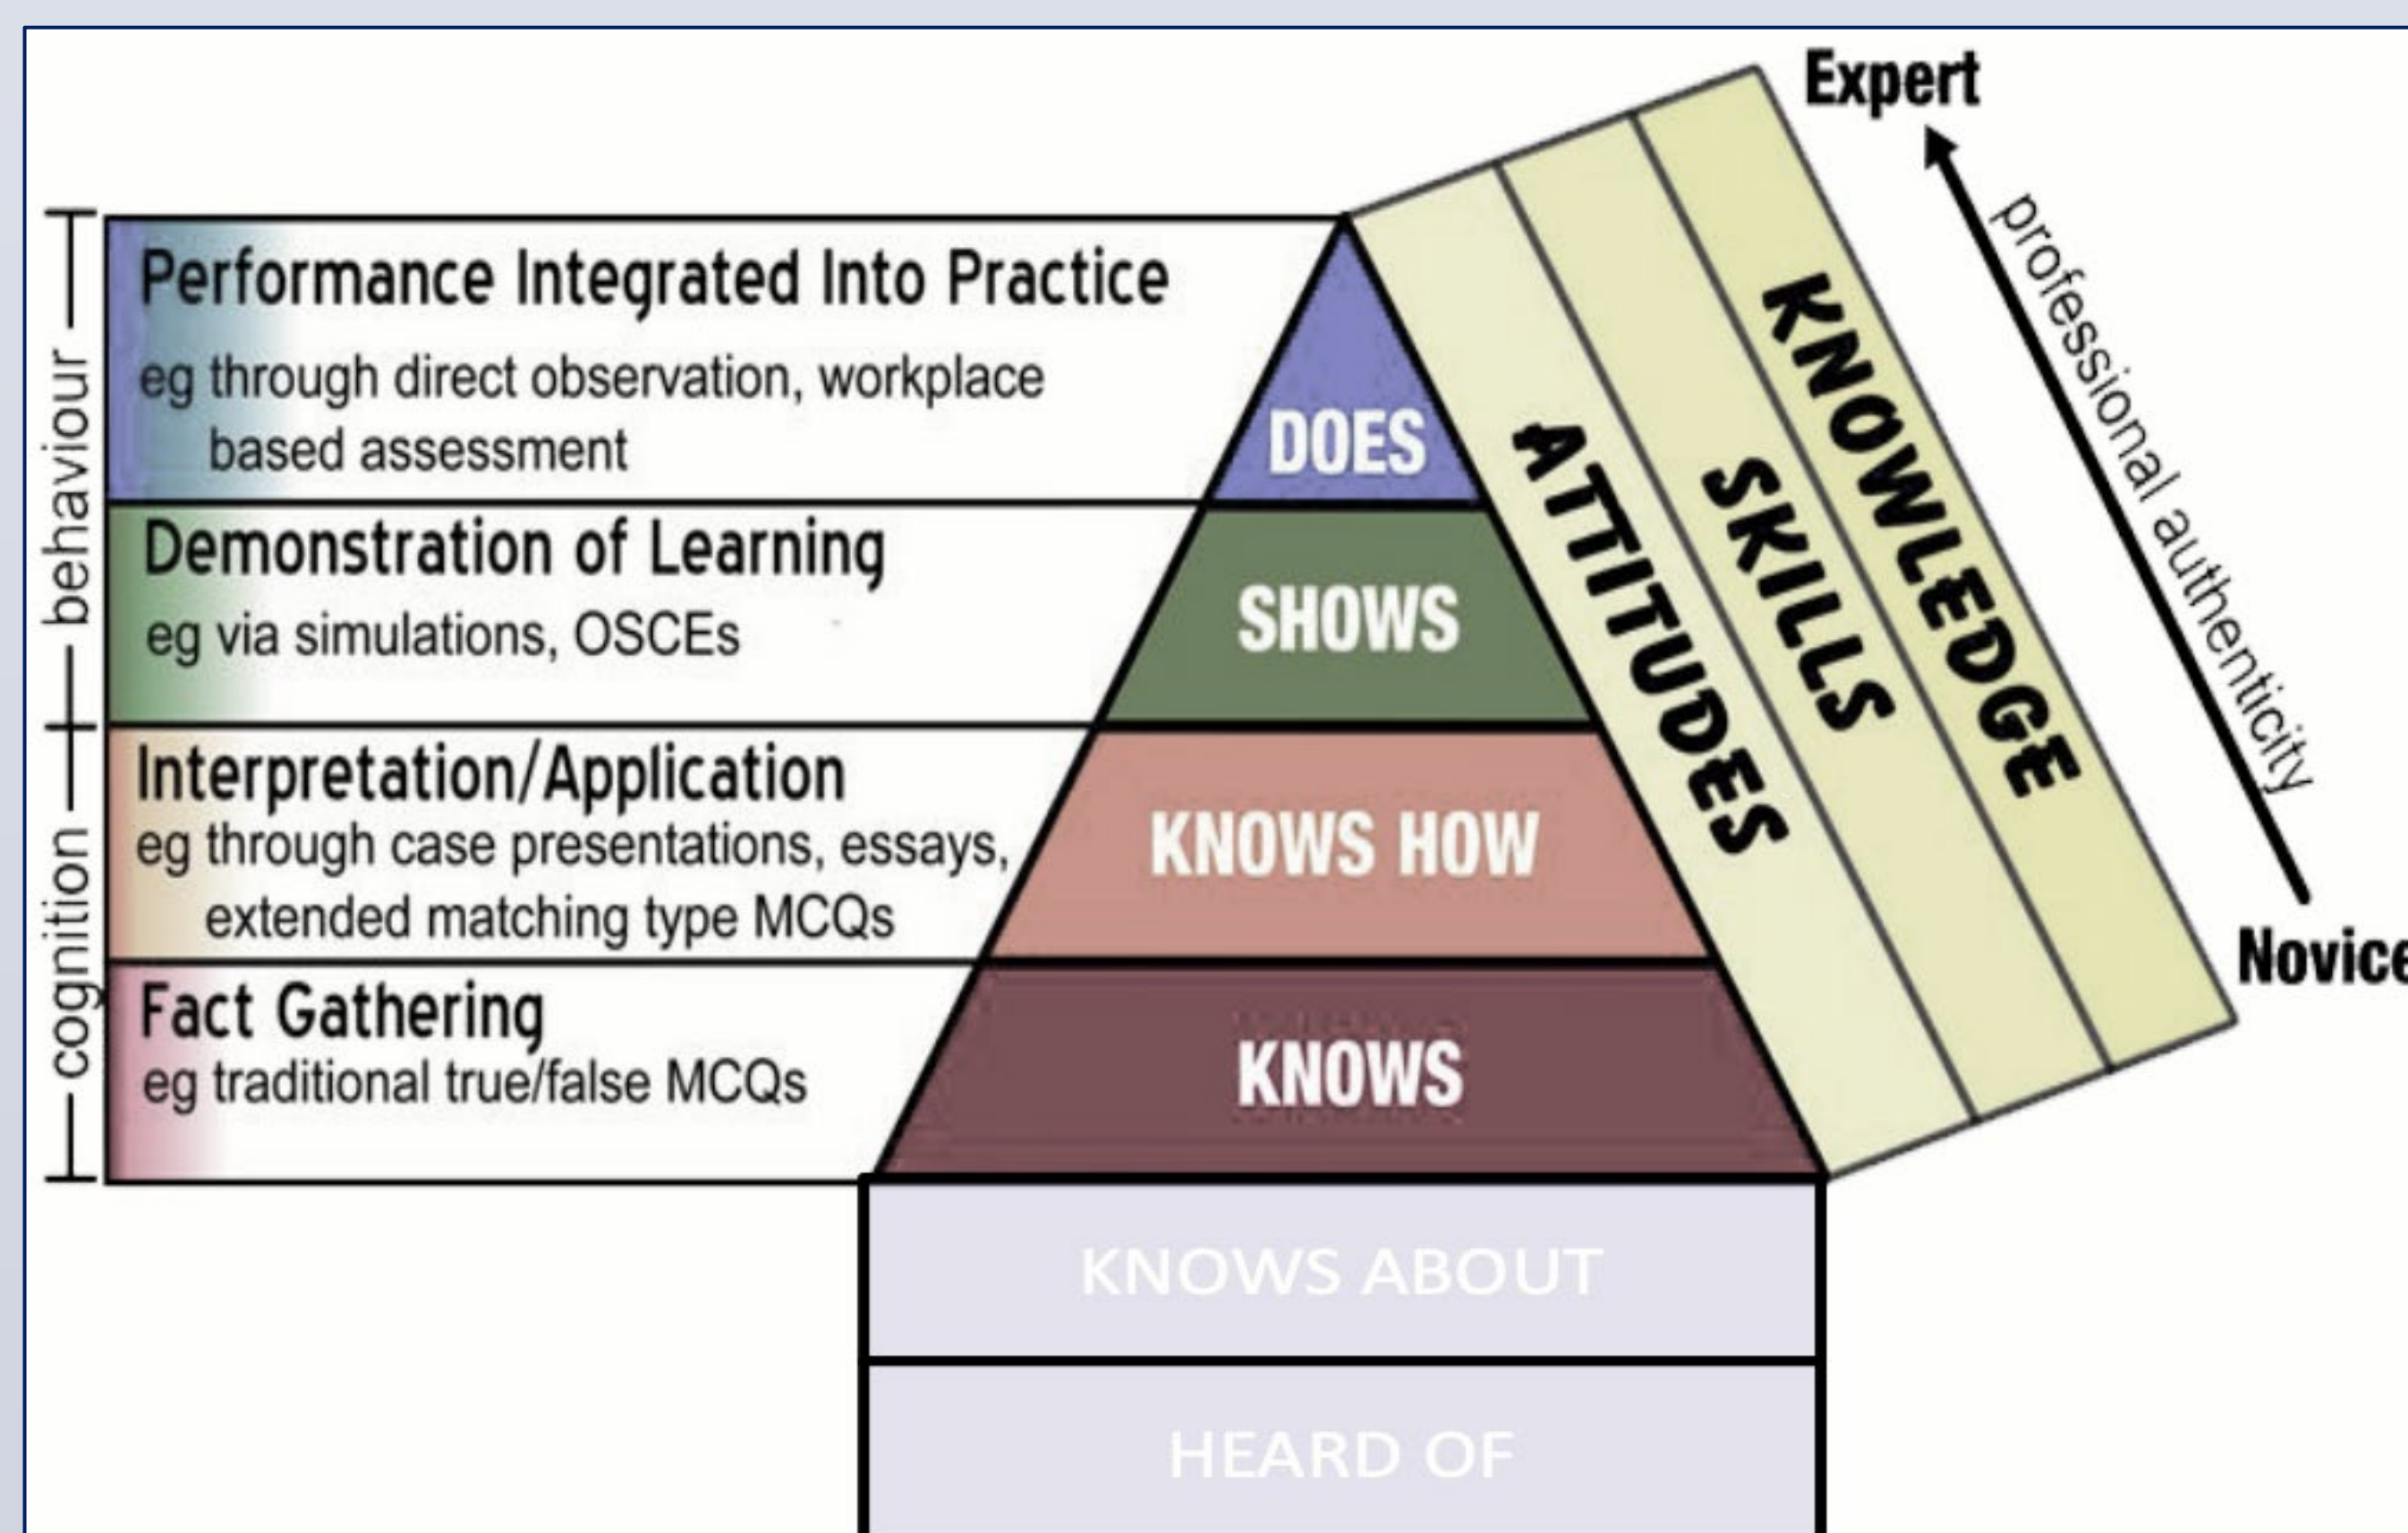 Expert
professional authenticity
Novice
KNOWLEDGE
SKILLS
ATTITUDES
behaviour
cognition
Performance Integrated Into Practice
eg through direct observation, workplace
based assessment
DOES
Demonstration of Learning
eg via simulations, OSCEs
SHOWS
Interpretation/Application
eg through case presentations, essays,
extended matching type MCQs
KNOWS HOW
Fact Gathering
eg traditional true/false MCQs
KNOWS
KNOWS ABOUT
HEARD OF